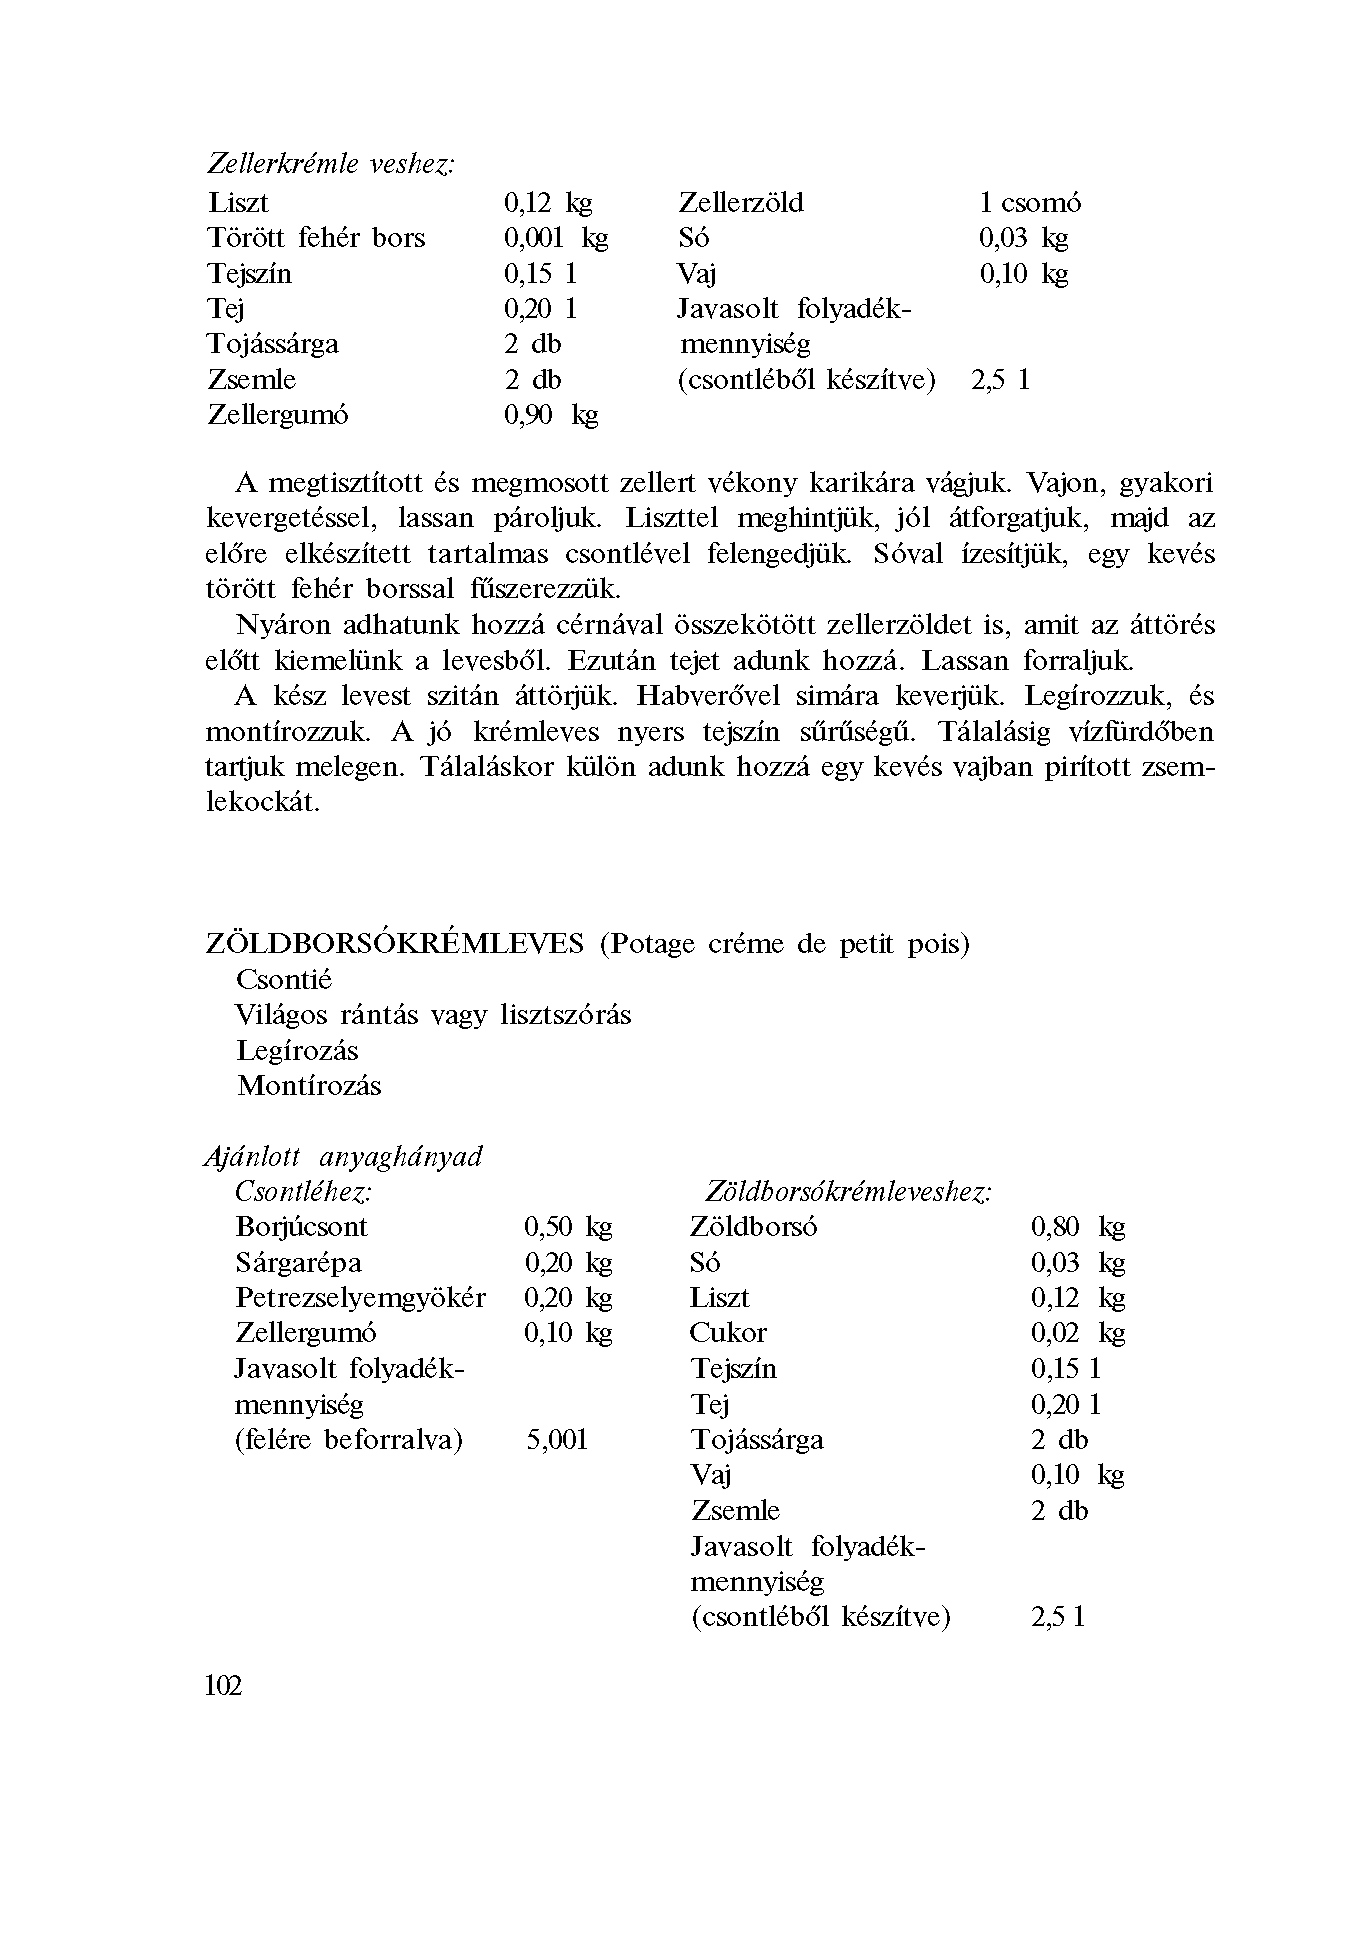 Zellerkrémle veshez:
Liszt 0,12 kg Zellerzöld 1 csomó
Törött fehér bors 0,001 kg Só 0,03 kg
Tejszín 0,15 1 Vaj 0,10 kg
Tej 0,20 1 Javasolt folyadék-
Tojássárga 2 db mennyiség
Zsemle 2 db (csontléből készítve) 2,5 1
Zellergumó 0,90 kg
A megtisztított és megmosott zellert vékony karikára vágjuk. Vajon, gyakori
kevergetéssel, lassan pároljuk. Liszttel meghintjük, jól átforgatjuk, majd az
előre elkészített tartalmas csontlével felengedjük. Sóval ízesítjük, egy kevés
törött fehér borssal fűszerezzük.
Nyáron adhatunk hozzá cérnával összekötött zellerzöldet is, amit az áttörés
előtt kiemelünk a levesből. Ezután tejet adunk hozzá. Lassan forraljuk.
A kész levest szitán áttörjük. Habverővel simára keverjük. Legírozzuk, és
montírozzuk. A jó krémleves nyers tejszín sűrűségű. Tálalásig vízfürdőben
tartjuk melegen. Tálaláskor külön adunk hozzá egy kevés vajban pirított zsem-
lekockát.
ZÖLDBORSÓKRÉMLEVES (Potage créme de petit pois)
Csontié
Világos rántás vagy lisztszórás
Legírozás
Montírozás
Ajánlott anyaghányad
Csontléhez: Zöldborsókrémleveshez:
Borjúcsont 0,50 kg Zöldborsó 0,80 kg
Sárgarépa 0,20 kg Só 0,03 kg
Petrezselyemgyökér 0,20 kg Liszt 0,12 kg
Zellergumó 0,10 kg Cukor 0,02 kg
Javasolt folyadék- Tejszín 0,15 1
mennyiség Tej 0,20 1
(felére beforralva) 5,001 Tojássárga 2 db
Vaj 0,10 kg
Zsemle 2 db
Javasolt folyadék-
mennyiség
(csontléből készítve) 2,5 1
102